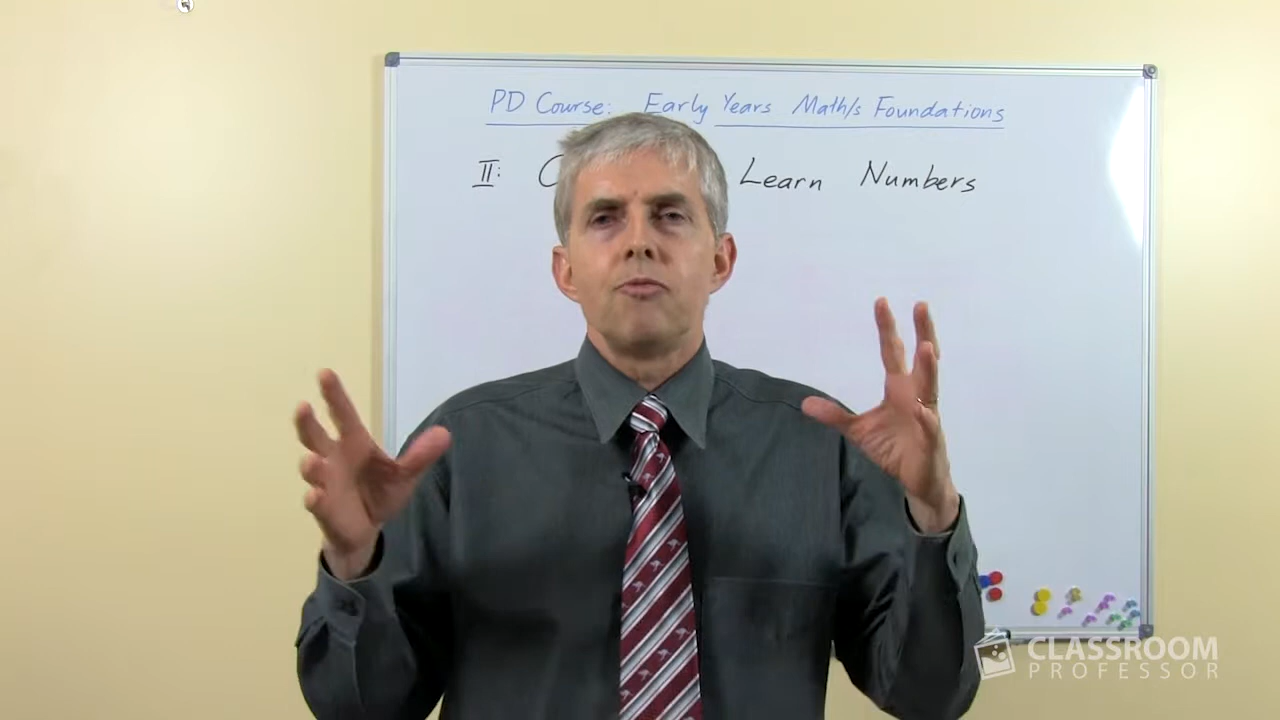 PD Course: Early Years Math/s Foundations
II: Learn Numbers
CLASSROOM
PROFESSOR